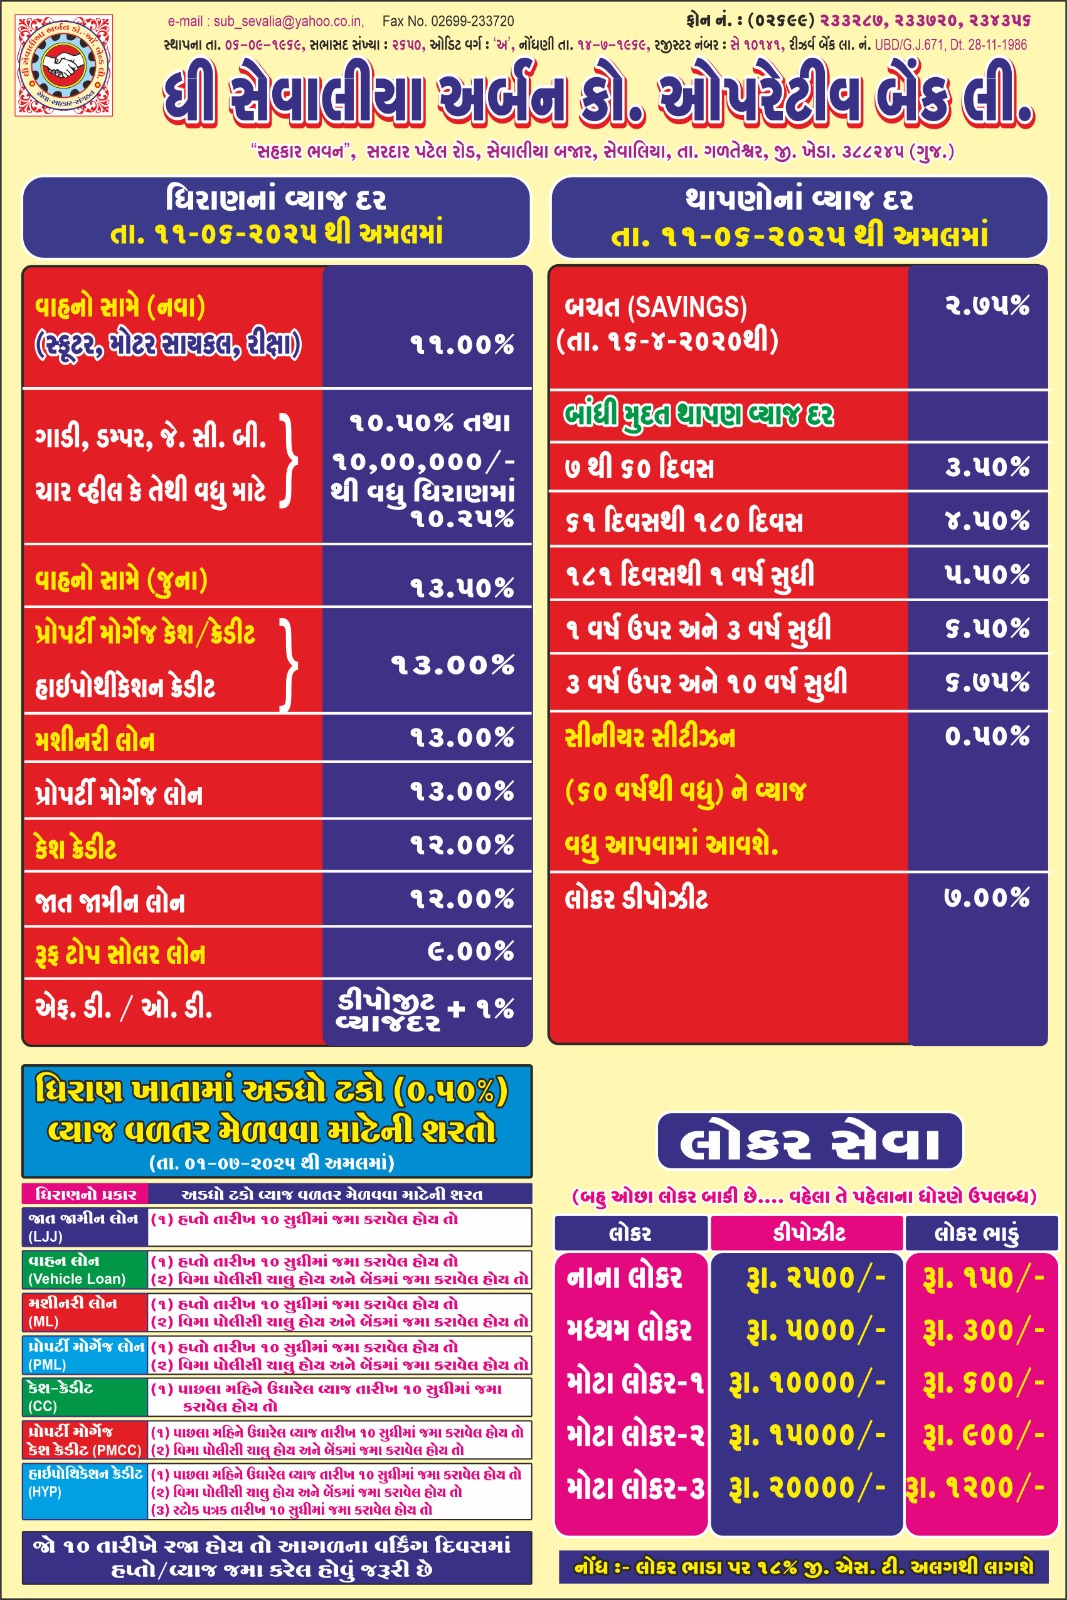 e-mail : sub_sevalia@yahoo.co.in, Fax No. 02699-233720 ફોન નં. : (૦૨૬૯૯) ૨૩૩૨૮૭, ૨૩૩૭૨૦, ૨૩૪૩૫૬
સ્થાપના તા. ૦૬-૦૯-૧૯૬૯, સભાસદ સંખ્યા : ૨૬૫૦, ઓડિટ વર્ગ : 'અ', નોંધણી તા. ૧૪-૭-૧૯૬૯, રજીસ્ટર નંબર : સે ૧૦૧૪૧, રીઝર્વ બેંક લા. નં. UBD/G.J.671, Dt. 28-11-1986
ધી સેવાલીયા અર્બન કો. ઓપરેટીવ બેંક લી.
"સહકાર ભવન", સરદાર પટેલ રોડ, સેવાલીયા બજાર, સેવાલિયા, તા. ગળતેશ્વર, જી. ખેડા. ૩૮૮૨૪૫ (ગુજ.)
ધિરાણનાં વ્યાજ દર
તા. ૧૧-૦૬-૨૦૨૫ થી અમલમાં
વાહનો સામે (નવા)
(સ્કૂટર, મોટર સાયકલ, રીક્ષા) ૧૧.૦૦%
ગાડી, ડમ્પર, જે. સી. બી.
ચાર વ્હીલ કે તેથી વધુ માટે
૧૦.૫૦% તથા
૧૦,૦૦,૦૦૦/-
થી વધુ ધિરાણમાં
૧૦.૨૫%
વાહનો સામે (જુના) ૧૩.૫૦%
પ્રોપર્ટી મોર્ગેજ કેશ/ક્રેડીટ
હાઇપોથીકેશન ક્રેડીટ
૧૩.૦૦%
મશીનરી લોન ૧૩.૦૦%
પ્રોપર્ટી મોર્ગેજ લોન ૧૩.૦૦%
કેશ ક્રેડીટ ૧૨.૦૦%
જાત જામીન લોન ૧૨.૦૦%
રૂફ ટોપ સોલર લોન ૯.૦૦%
એફ. ડી. / ઓ. ડી. ડીપોજીટ વ્યાજદર + ૧%
થાપણોનાં વ્યાજ દર
તા. ૧૧-૦૬-૨૦૨૫ થી અમલમાં
બચત (SAVINGS) ૨.૭૫%
(તા. ૧૬-૪-૨૦૨૦થી)
બાંધી મુદત થાપણ વ્યાજ દર
૭ થી ૬૦ દિવસ ૩.૫૦%
૬૧ દિવસથી ૧૮૦ દિવસ ૪.૫૦%
૧૮૧ દિવસથી ૧ વર્ષ સુધી ૫.૫૦%
૧ વર્ષ ઉપર અને ૩ વર્ષ સુધી ૬.૫૦%
૩ વર્ષ ઉપર અને ૧૦ વર્ષ સુધી ૬.૭૫%
સીનીયર સીટીઝન ૦.૫૦%
(૬૦ વર્ષથી વધુ) ને વ્યાજ
વધુ આપવામાં આવશે.
લોકર ડીપોઝીટ ૭.૦૦%
ધિરાણ ખાતામાં અડધો ટકો (૦.૫૦%)
વ્યાજ વળતર મેળવવા માટેની શરતો
(તા. ૦૧-૦૭-૨૦૨૫ થી અમલમાં)
ધિરાણનો પ્રકાર અડધો ટકો વ્યાજ વળતર મેળવવા માટેની શરત
જાત જામીન લોન (LJJ) (૧) હપ્તો તારીખ ૧૦ સુધીમાં જમા કરાવેલ હોય તો
વાહન લોન (Vehicle Loan) (૧) હપ્તો તારીખ ૧૦ સુધીમાં જમા કરાવેલ હોય તો
(૨) વિમા પોલીસી ચાલુ હોય અને બેંકમાં જમા કરાવેલ હોય તો
મશીનરી લોન (ML) (૧) હપ્તો તારીખ ૧૦ સુધીમાં જમા કરાવેલ હોય તો
(૨) વિમા પોલીસી ચાલુ હોય અને બેંકમાં જમા કરાવેલ હોય તો
પ્રોપર્ટી મોર્ગેજ લોન (PML) (૧) હપ્તો તારીખ ૧૦ સુધીમાં જમા કરાવેલ હોય તો
(૨) વિમા પોલીસી ચાલુ હોય અને બેંકમાં જમા કરાવેલ હોય તો
કેશ-ક્રેડીટ (CC) (૧) પાછલા મહિને ઉધારેલ વ્યાજ તારીખ ૧૦ સુધીમાં જમા
કરાવેલ હોય તો
પ્રોપર્ટી મોર્ગેજ કેશ ક્રેડીટ (PMCC) (૧) પાછલા મહિને ઉધારેલ વ્યાજ તારીખ ૧૦ સુધીમાં જમા કરાવેલ હોય તો
(૨) વિમા પોલીસી ચાલુ હોય અને બેંકમાં જમા કરાવેલ હોય તો
હાઈપોથિકેશન ક્રેડીટ (HYP) (૧) પાછલા મહિને ઉધારેલ વ્યાજ તારીખ ૧૦ સુધીમાં જમા કરાવેલ હોય તો
(૨) વિમા પોલીસી ચાલુ હોય અને બેંકમાં જમા કરાવેલ હોય તો
(૩) સ્ટોક પત્રક તારીખ ૧૦ સુધીમાં જમા કરાવેલ હોય તો
જો ૧૦ તારીખે રજા હોય તો આગળના વર્કિંગ દિવસમાં
હપ્તો/વ્યાજ જમા કરેલ હોવું જરૂરી છે
લોકર સેવા
(બહુ ઓછા લોકર બાકી છે.... વહેલા તે પહેલાના ધોરણે ઉપલબ્ધ)
લોકર ડીપોઝીટ લોકર ભાડું
નાના લોકર રૂા. ૨૫૦૦/- રૂા. ૧૫૦/-
મધ્યમ લોકર રૂા. ૫૦૦૦/- રૂા. ૩૦૦/-
મોટા લોકર-૧ રૂા. ૧૦૦૦૦/- રૂા. ૬૦૦/-
મોટા લોકર-૨ રૂા. ૧૫૦૦૦/- રૂા. ૯૦૦/-
મોટા લોકર-૩ રૂા. ૨૦૦૦૦/- રૂા. ૧૨૦૦/-
નોંધ :- લોકર ભાડા પર ૧૮% જી. એસ. ટી. અલગથી લાગશે